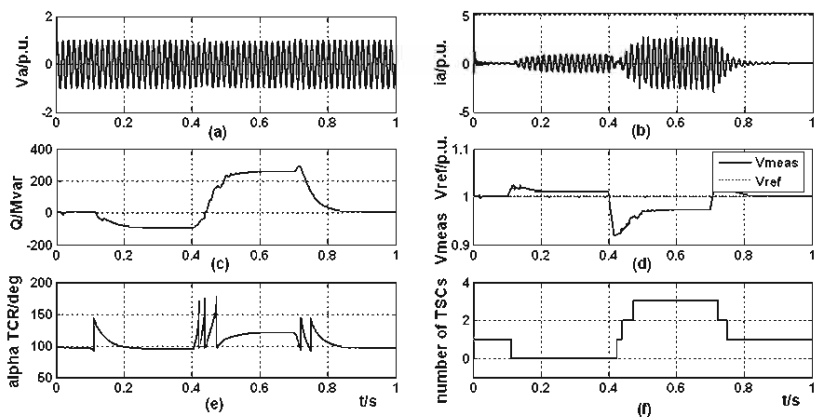 Va/p.u.
2
0
-2
0 0.2 0.4 0.6 0.8 1
(a)
ia/p.u.
5
0
-5
0 0.2 0.4 0.6 0.8 1
(b)
Q/Mvar
400
200
0
-200
0 0.2 0.4 0.6 0.8 1
(c)
Vmeas Vref/p.u.
1.1
1
0.9
Vmeas
Vref
0 0.2 0.4 0.6 0.8 1
(d)
alpha TCR/deg
200
150
100
50
0 0.2 0.4 0.6 0.8 1
(e) t/s
number of TSCs
4
2
0
0 0.2 0.4 0.6 0.8 1
(f) t/s